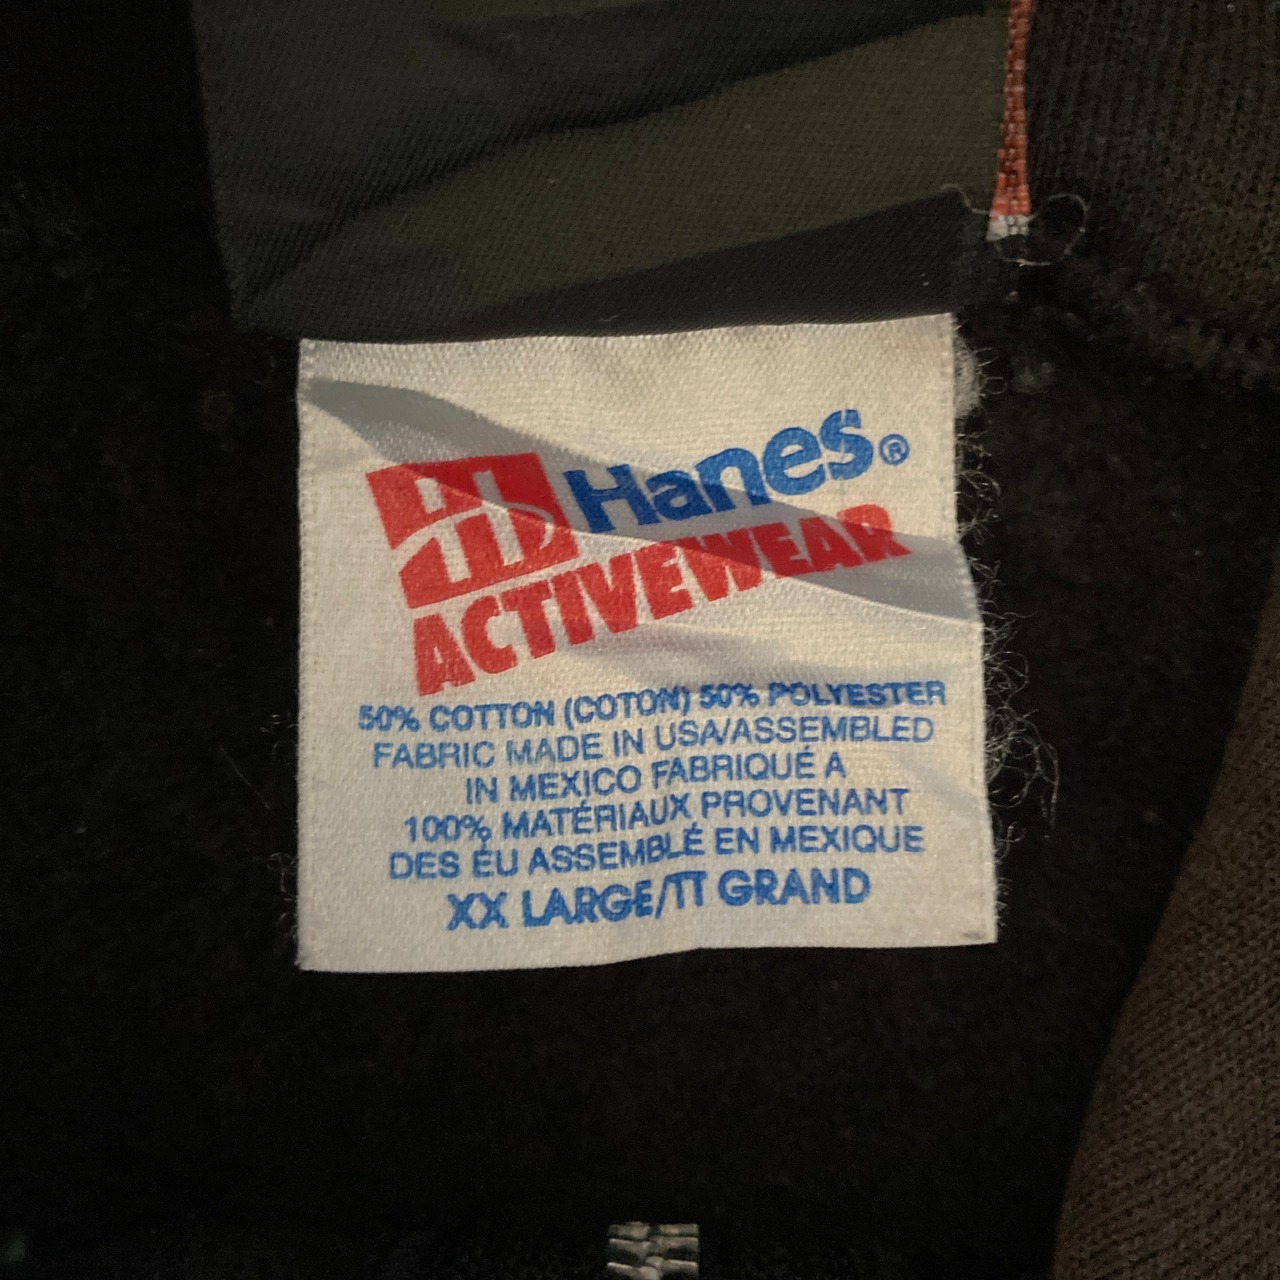 H Hanes®
ACTIVEWEAR
50% COTTON (COTON) 50% POLYESTER
FABRIC MADE IN USA/ASSEMBLED
IN MEXICO FABRIQUÉ A
100% MATÉRIAUX PROVENANT
DES ÉU ASSEMBLÉ EN MEXIQUE
XX LARGE/TT GRAND